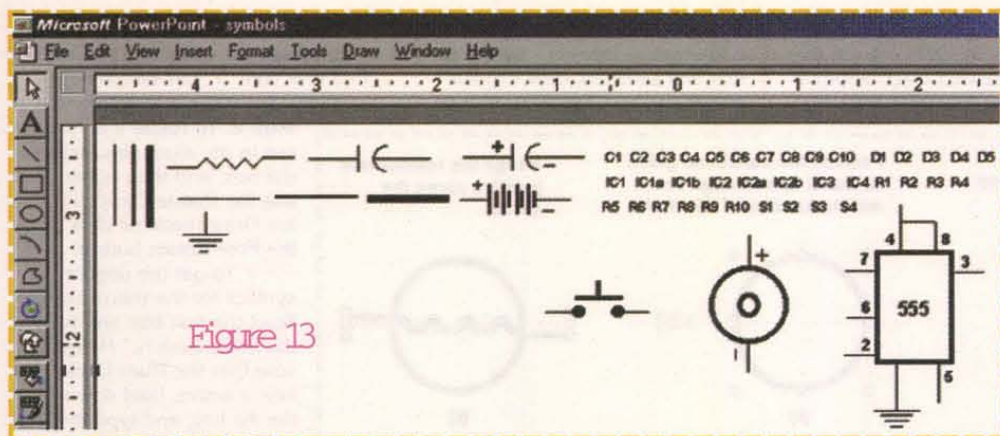 Microsoft PowerPoint - symbols
File Edit View Insert Format Tools Draw Window Help
4 3 2 1 0 1 2
A
3
2
+ -
+ -
C1 C2 C3 C4 C5 C6 C7 C8 C9 C10 D1 D2 D3 D4 D5
IC1 IC1a IC1b IC2 IC2a IC2b IC3 IC4 R1 R2 R3 R4
R5 R6 R7 R8 R9 R10 S1 S2 S3 S4
+
4 8
7 3
6 555
2 5
Figure 13